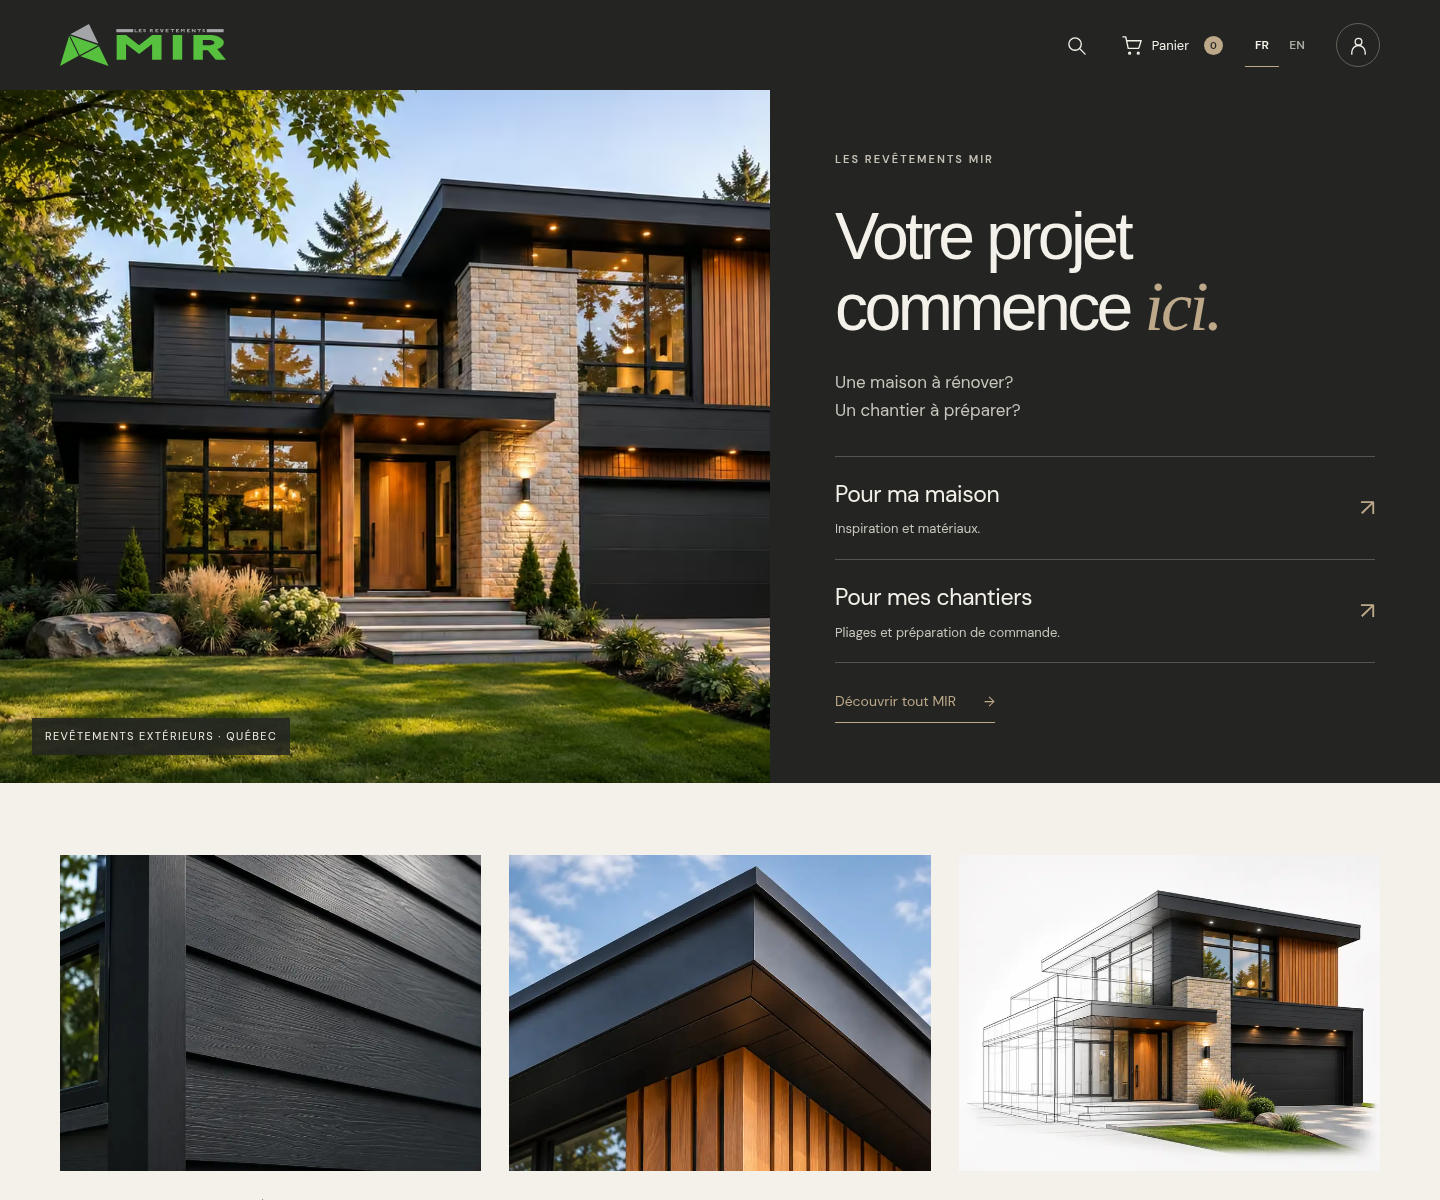 LES REVÊTEMENTS
MIR
Panier 0 FR EN
LES REVÊTEMENTS MIR
Votre projet
commence ici.
Une maison à rénover?
Un chantier à préparer?
Pour ma maison
Inspiration et matériaux.
Pour mes chantiers
Pliages et préparation de commande.
Découvrir tout MIR
REVÊTEMENTS EXTÉRIEURS · QUÉBEC